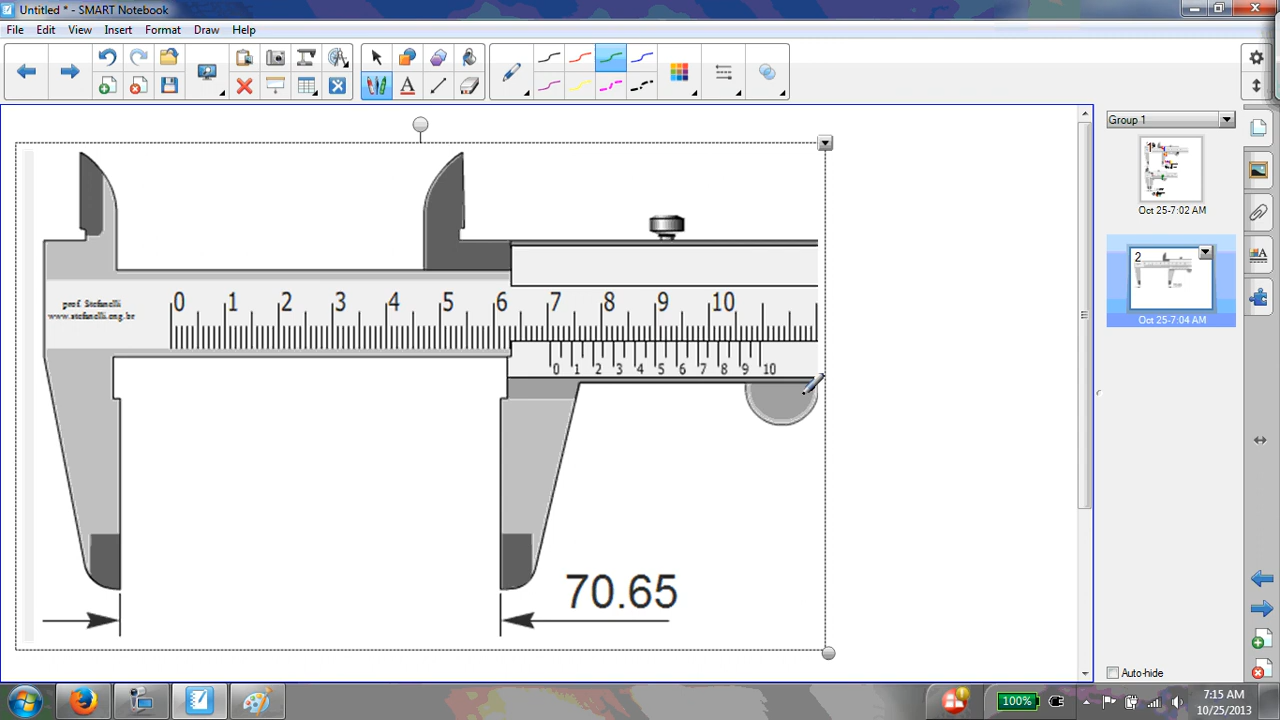 Untitled * - SMART Notebook
File Edit View Insert Format Draw Help
Group 1
1
Oct 25-7:02 AM
2
Oct 25-7:04 AM
prof. Stefanelli
www.stefanelli.eng.br
0 1 2 3 4 5 6 7 8 9 10
0 1 2 3 4 5 6 7 8 9 10
70.65
Auto-hide
100%
7:15 AM
10/25/2013